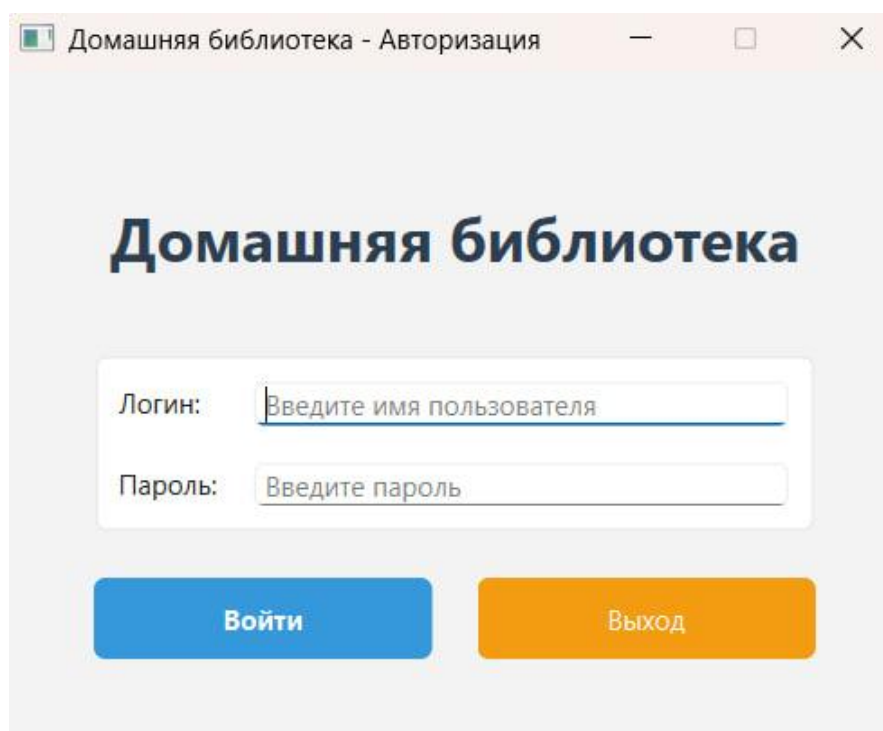 Домашняя библиотека - Авторизация
Домашняя библиотека
Логин: Введите имя пользователя
Пароль: Введите пароль
Войти Выход